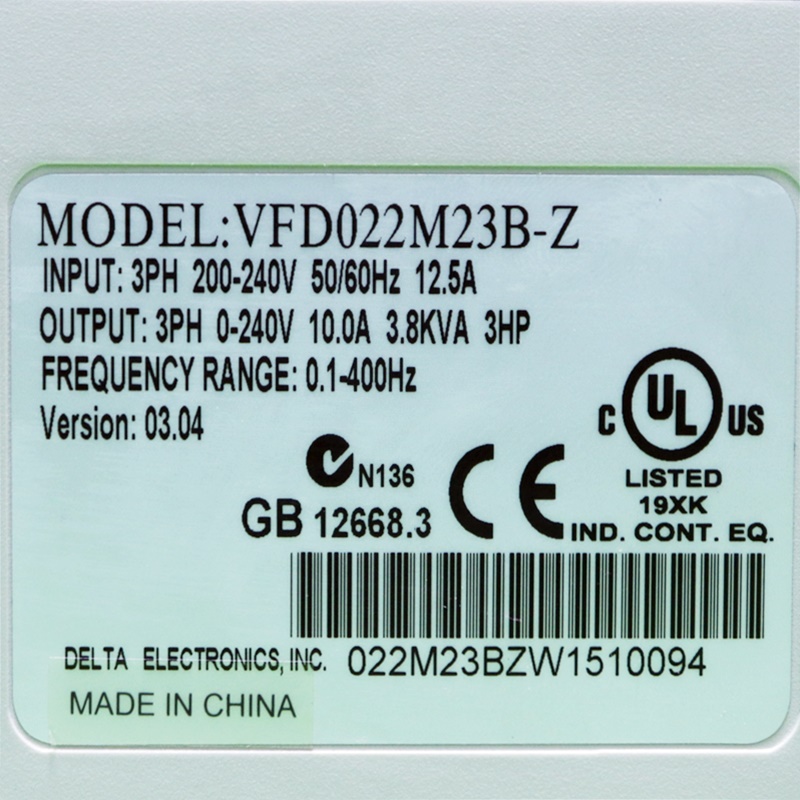 MODEL:VFD022M23B-Z
INPUT: 3PH 200-240V 50/60Hz 12.5A
OUTPUT: 3PH 0-240V 10.0A 3.8KVA 3HP
FREQUENCY RANGE: 0.1-400Hz
Version: 03.04
C UL US
LISTED
19XK
IND. CONT. EQ.
N136
CE
GB 12668.3
DELTA ELECTRONICS, INC. 022M23BZW1510094
MADE IN CHINA